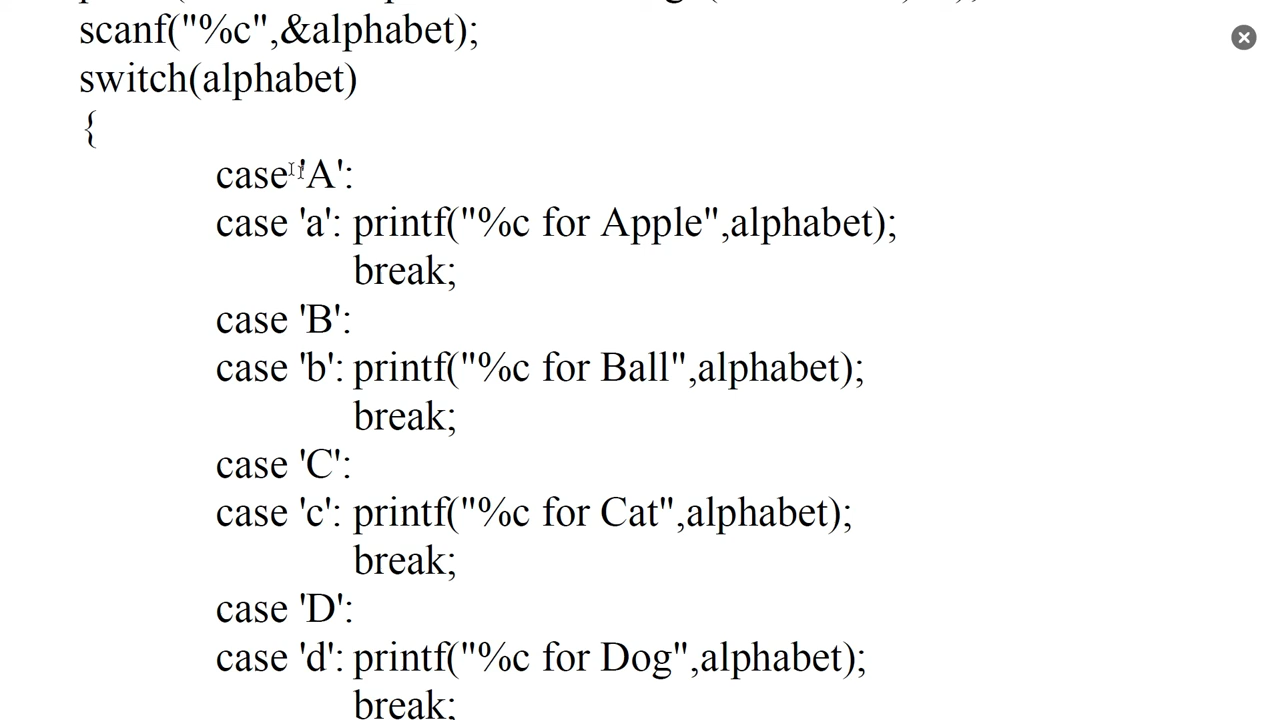 scanf("%c",&alphabet);
switch(alphabet)
{
case 'A':
case 'a': printf("%c for Apple",alphabet);
break;
case 'B':
case 'b': printf("%c for Ball",alphabet);
break;
case 'C':
case 'c': printf("%c for Cat",alphabet);
break;
case 'D':
case 'd': printf("%c for Dog",alphabet);
break;